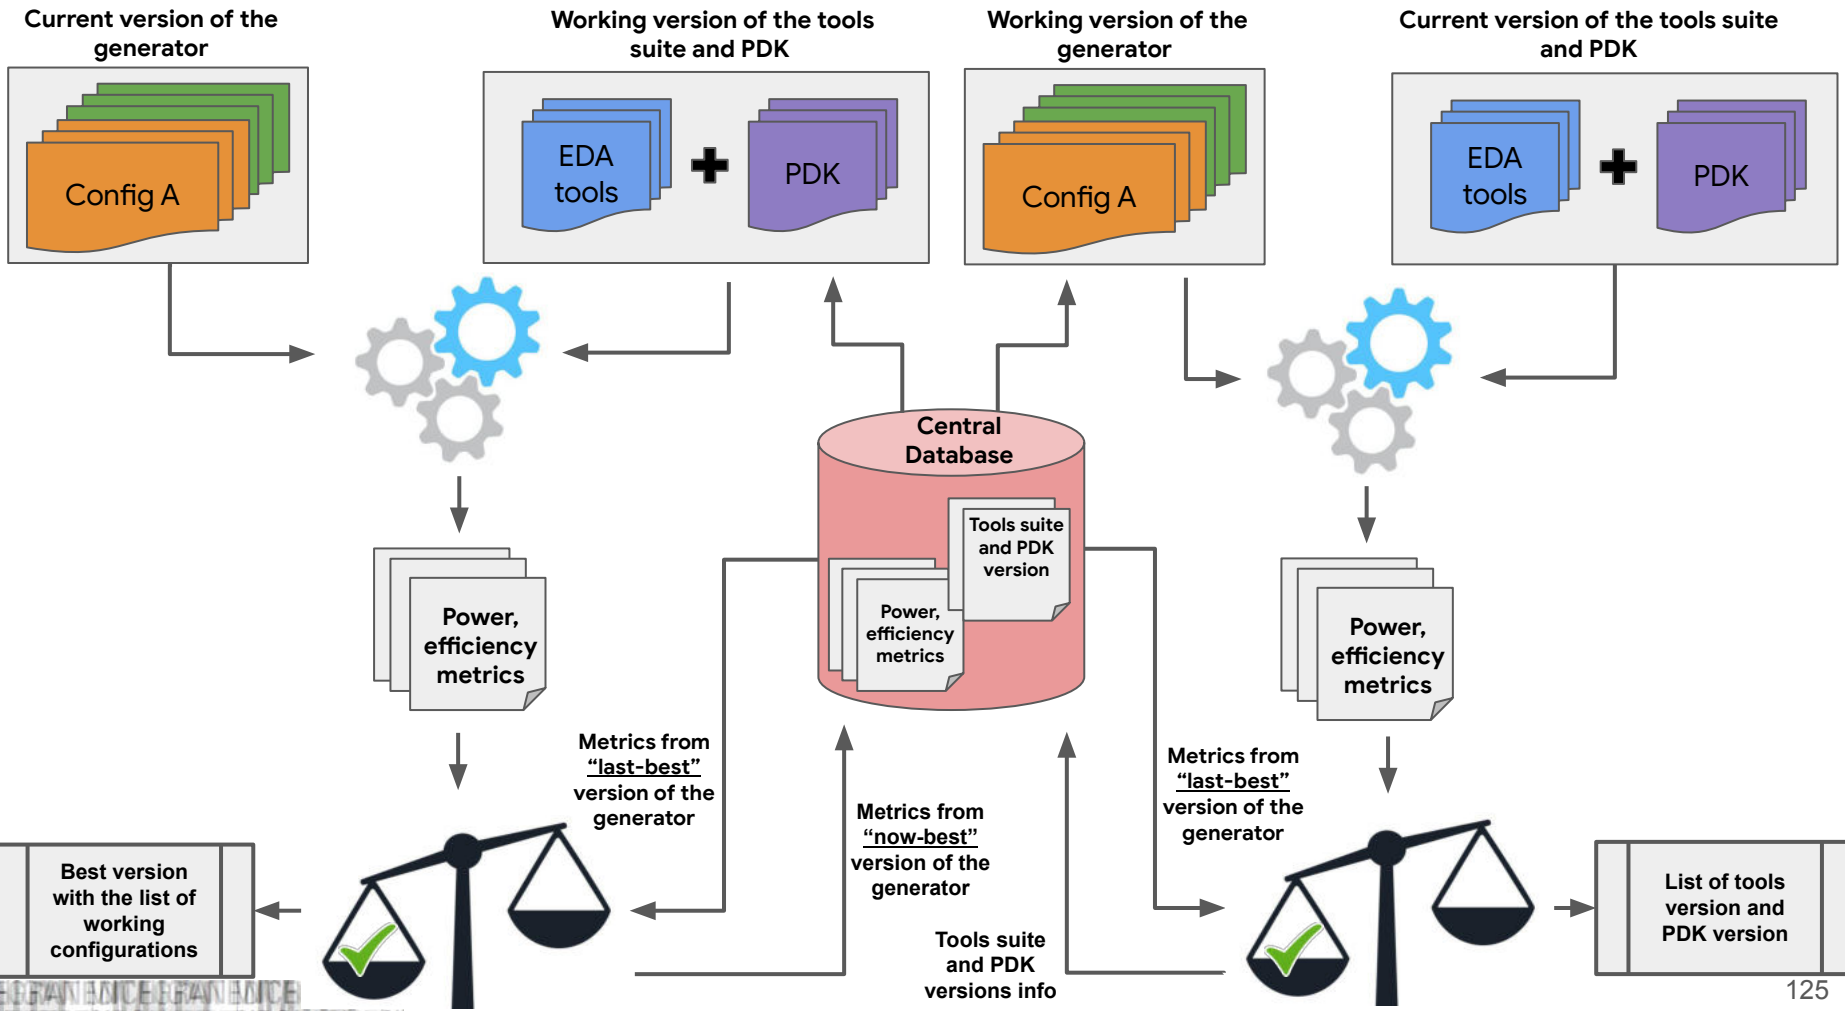 Current version of the
generator
Working version of the tools
suite and PDK
Working version of the
generator
Current version of the tools suite
and PDK
Config A
EDA
tools
PDK
Config A
EDA
tools
PDK
Central
Database
Tools suite
and PDK
version
Power,
efficiency
metrics
Power,
efficiency
metrics
Power,
efficiency
metrics
Metrics from
“last-best”
version of the
generator
Metrics from
“now-best”
version of the
generator
Metrics from
“last-best”
version of the
generator
Tools suite
and PDK
versions info
Best version
with the list of
working
configurations
List of tools
version and
PDK version
125